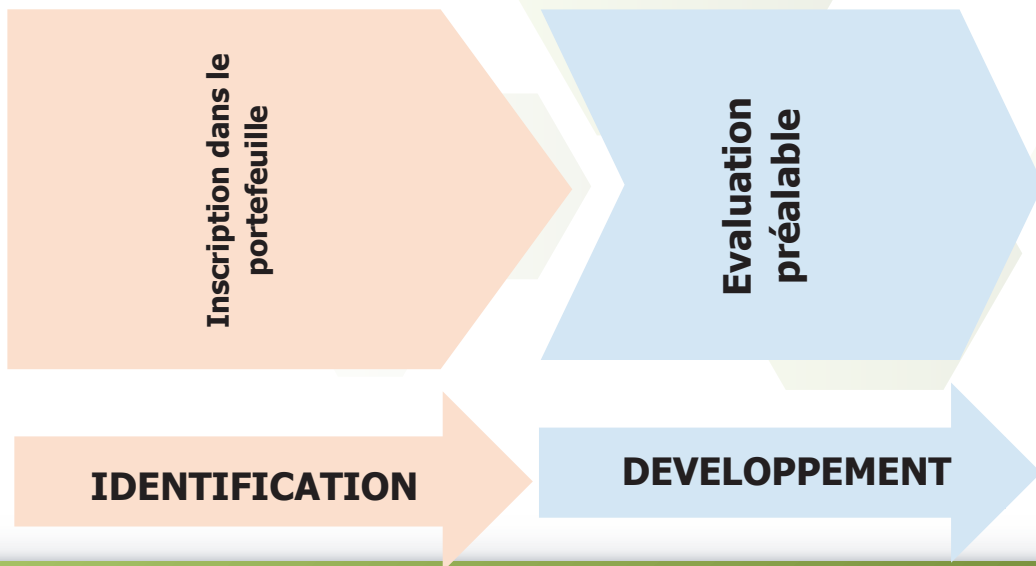 Inscription dans le
portefeuille
Evaluation
préalable
IDENTIFICATION
DEVELOPPEMENT